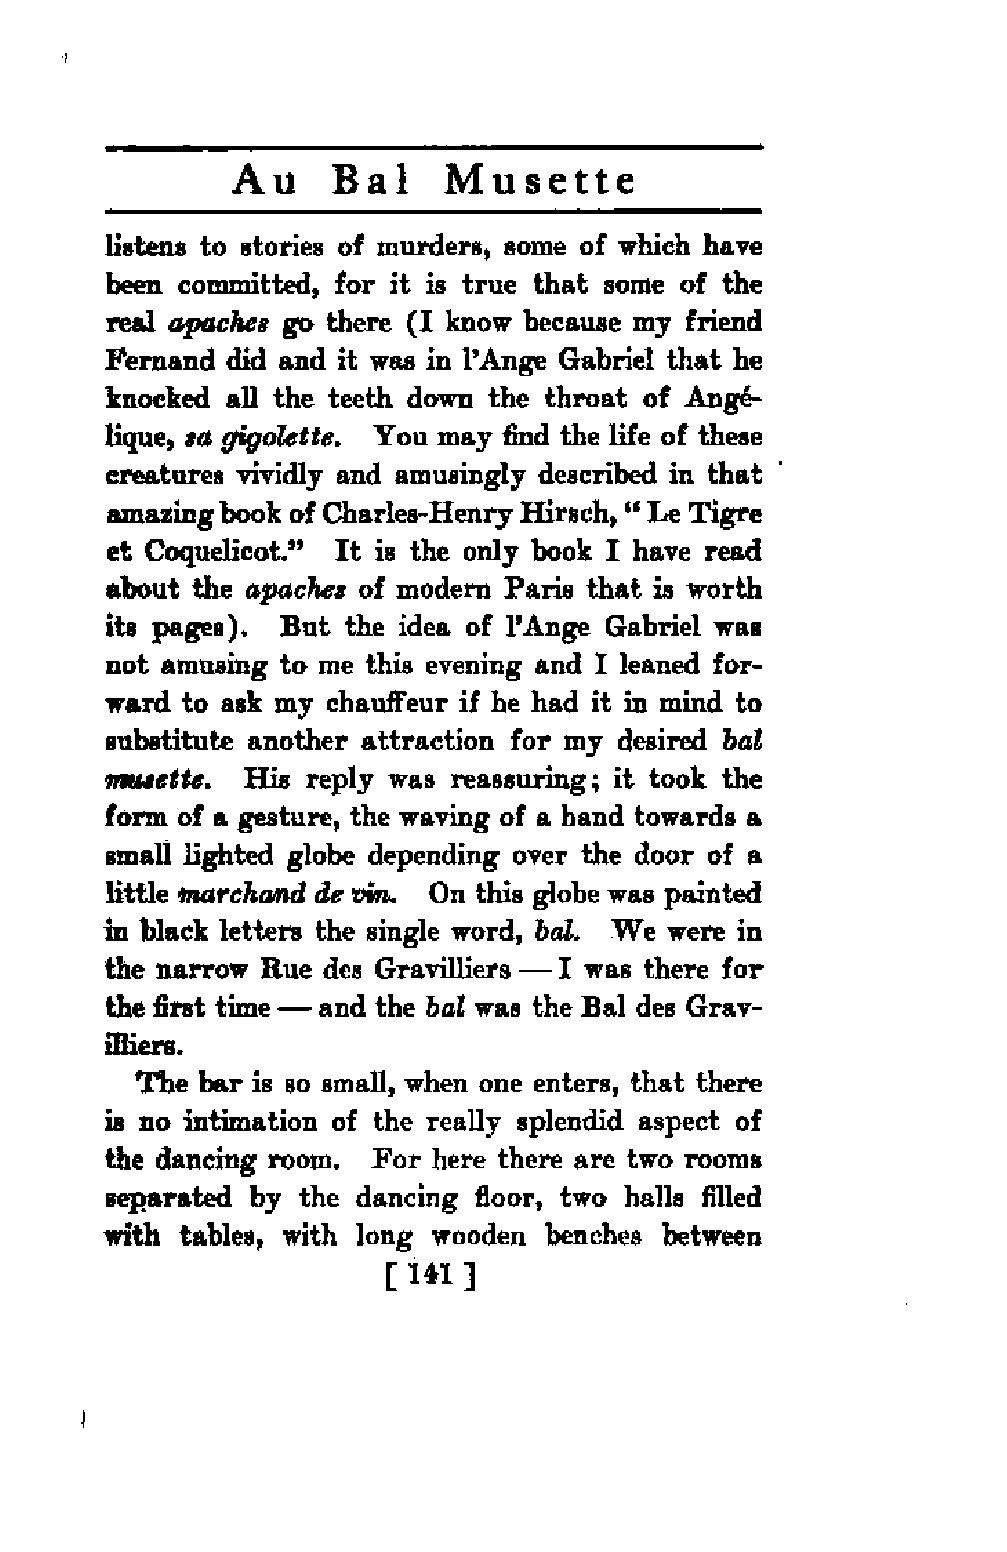 Au Bal Musette
listens to stories of murders, some of which have
been committed, for it is true that some of the
real apaches go there (I know because my friend
Fernand did and it was in l'Ange Gabriel that he
knocked all the teeth down the throat of Angé-
lique, sa gigolette. You may find the life of these
creatures vividly and amusingly described in that
amazing book of Charles-Henry Hirsch, “Le Tigre
et Coquelicot.” It is the only book I have read
about the apaches of modern Paris that is worth
its pages). But the idea of l'Ange Gabriel was
not amusing to me this evening and I leaned for-
ward to ask my chauffeur if he had it in mind to
substitute another attraction for my desired bal
musette. His reply was reassuring; it took the
form of a gesture, the waving of a hand towards a
small lighted globe depending over the door of a
little marchand de vin. On this globe was painted
in black letters the single word, bal. We were in
the narrow Rue des Gravilliers — I was there for
the first time — and the bal was the Bal des Grav-
illiers.
The bar is so small, when one enters, that there
is no intimation of the really splendid aspect of
the dancing room. For here there are two rooms
separated by the dancing floor, two halls filled
with tables, with long wooden benches between
[ 141 ]